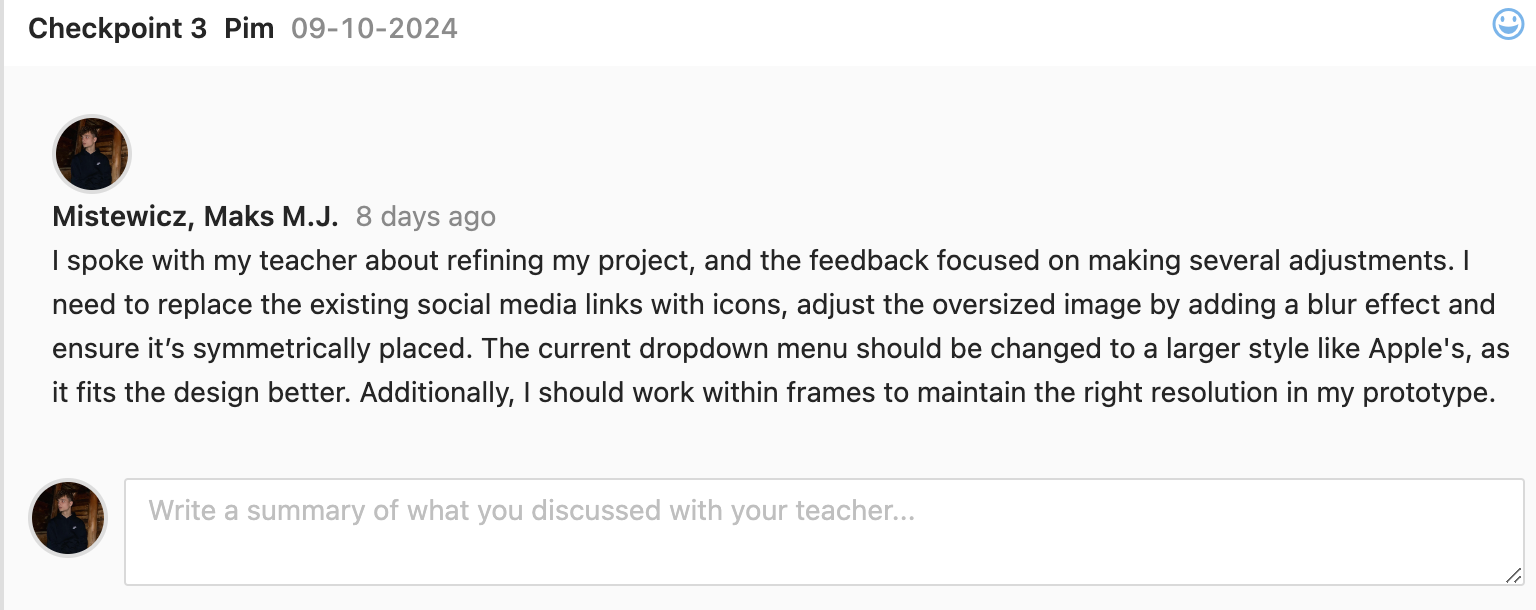 Checkpoint 3 Pim 09-10-2024
Mistewicz, Maks M.J. 8 days ago
I spoke with my teacher about refining my project, and the feedback focused on making several adjustments. I
need to replace the existing social media links with icons, adjust the oversized image by adding a blur effect and
ensure it’s symmetrically placed. The current dropdown menu should be changed to a larger style like Apple's, as
it fits the design better. Additionally, I should work within frames to maintain the right resolution in my prototype.
Write a summary of what you discussed with your teacher...